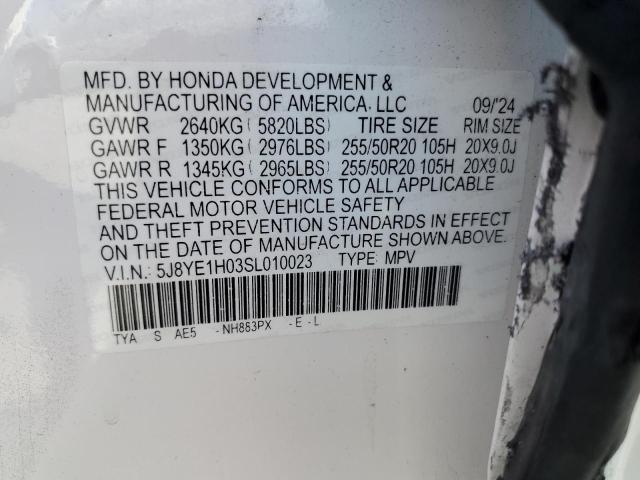 MFD. BY HONDA DEVELOPMENT &
MANUFACTURING OF AMERICA, LLC 09/'24
GVWR 2640KG (5820LBS) TIRE SIZE RIM SIZE
GAWR F 1350KG (2976LBS) 255/50R20 105H 20X9.0J
GAWR R 1345KG (2965LBS) 255/50R20 105H 20X9.0J
THIS VEHICLE CONFORMS TO ALL APPLICABLE
FEDERAL MOTOR VEHICLE SAFETY
AND THEFT PREVENTION STANDARDS IN EFFECT
ON THE DATE OF MANUFACTURE SHOWN ABOVE.
V.I.N.: 5J8YE1H03SL010023 TYPE: MPV
TYA S AE5 -NH883PX -E-L